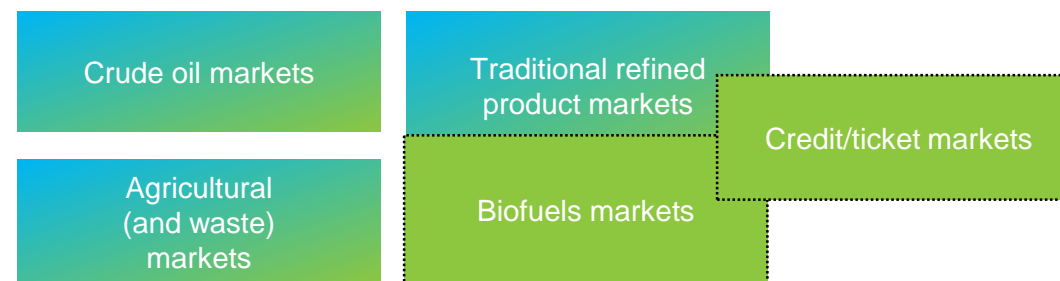 Crude oil markets
Traditional refined
product markets
Credit/ticket markets
Agricultural
(and waste)
markets
Biofuels markets